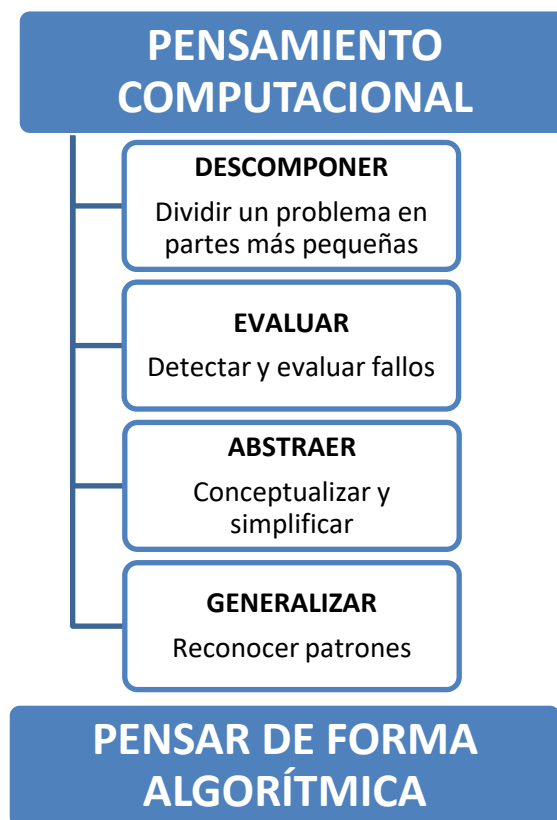 PENSAMIENTO
COMPUTACIONAL
DESCOMPONER
Dividir un problema en
partes más pequeñas
EVALUAR
Detectar y evaluar fallos
ABSTRAER
Conceptualizar y
simplificar
GENERALIZAR
Reconocer patrones
PENSAR DE FORMA
ALGORÍTMICA